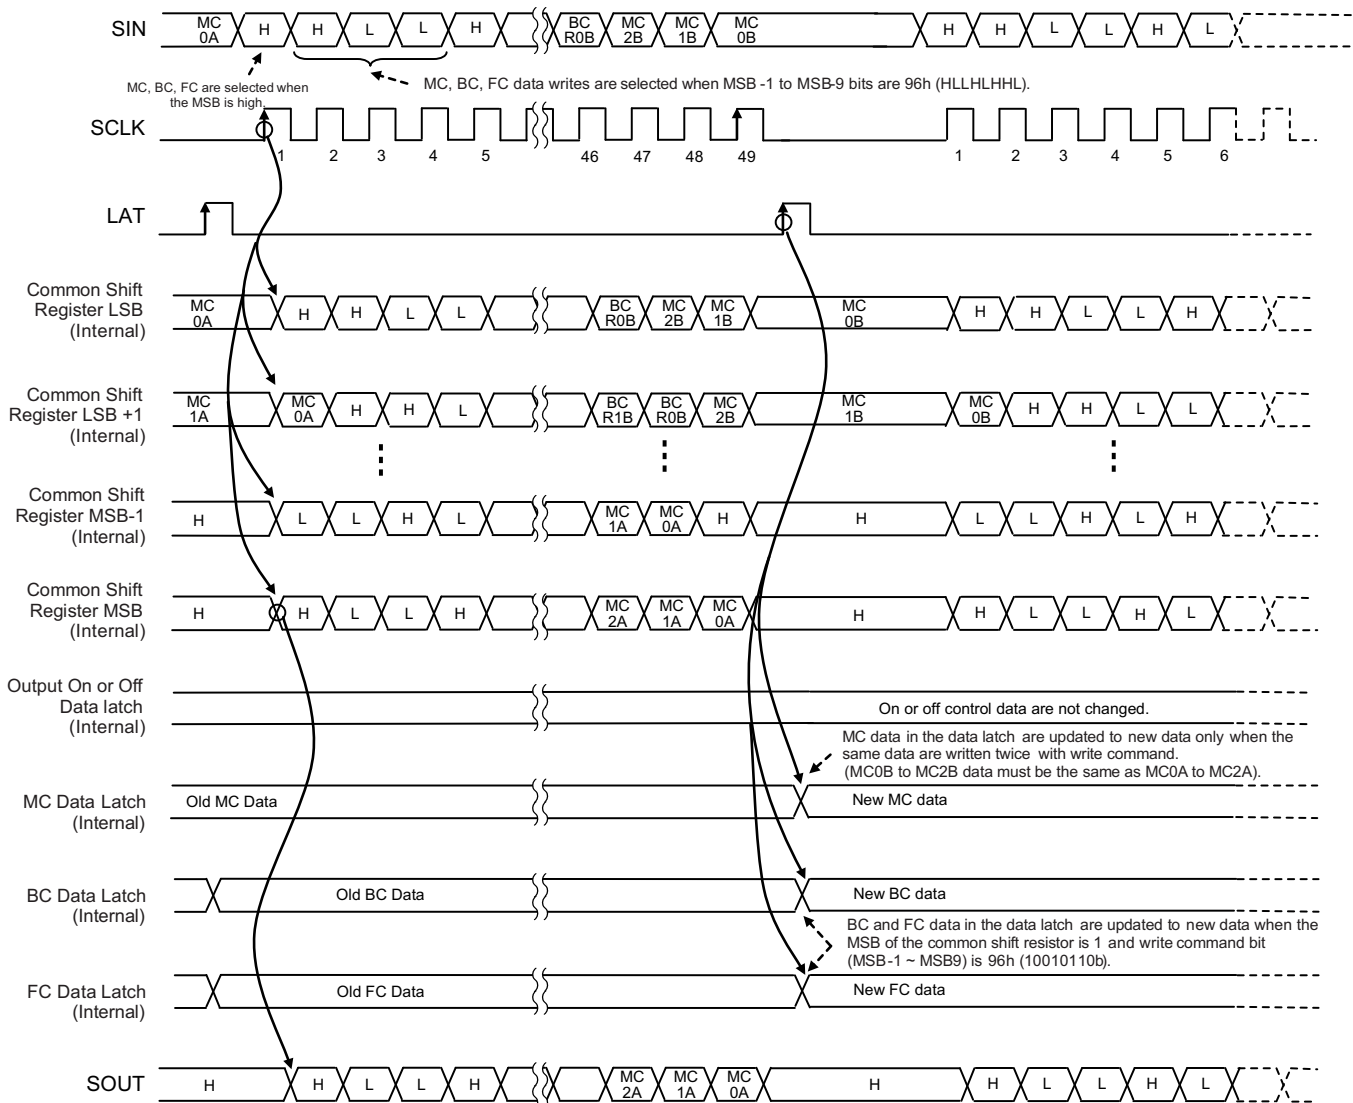 SIN
MC 0A H H L L H BC R0B MC 2B MC 1B MC 0B H H L L H L
MC, BC, FC are selected when
the MSB is high.
MC, BC, FC data writes are selected when MSB -1 to MSB-9 bits are 96h (HLLHLHHL).
SCLK
1 2 3 4 5 46 47 48 49 1 2 3 4 5 6
LAT
Common Shift
Register LSB
(Internal)
MC 0A H H L L BC R0B MC 2B MC 1B MC 0B H H L L H
Common Shift
Register LSB +1
(Internal)
MC 1A MC 0A H H L BC R1B BC R0B MC 2B MC 1B MC 0B H H L L
Common Shift
Register MSB-1
(Internal)
H L L H L MC 1A MC 0A H H L L H L H
Common Shift
Register MSB
(Internal)
H H L L H MC 2A MC 1A MC 0A H H L L H L
Output On or Off
Data latch
(Internal)
On or off control data are not changed.
MC data in the data latch are updated to new data only when the
same data are written twice with write command.
(MC0B to MC2B data must be the same as MC0A to MC2A).
MC Data Latch
(Internal)
Old MC Data
New MC data
BC Data Latch
(Internal)
Old BC Data
New BC data
BC and FC data in the data latch are updated to new data when the
MSB of the common shift resistor is 1 and write command bit
(MSB-1 ~ MSB9) is 96h (10010110b).
FC Data Latch
(Internal)
Old FC Data
New FC data
SOUT
H H L L H MC 2A MC 1A MC 0A H H L L H L